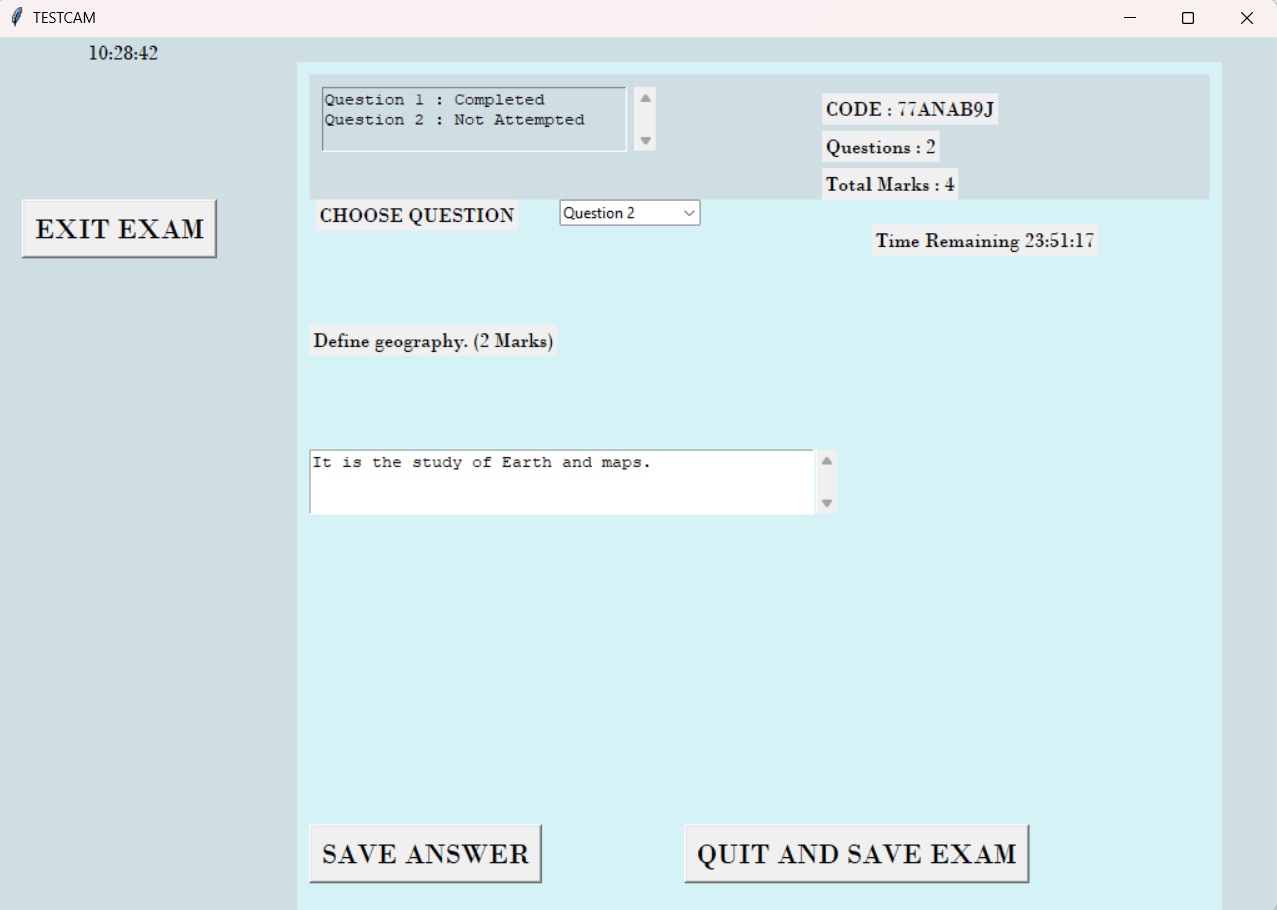 TESTCAM
10:28:42
Question 1 : Completed
Question 2 : Not Attempted
CODE : 77ANAB9J
Questions : 2
Total Marks : 4
EXIT EXAM
CHOOSE QUESTION
Question 2
Time Remaining 23:51:17
Define geography. (2 Marks)
It is the study of Earth and maps.
SAVE ANSWER
QUIT AND SAVE EXAM